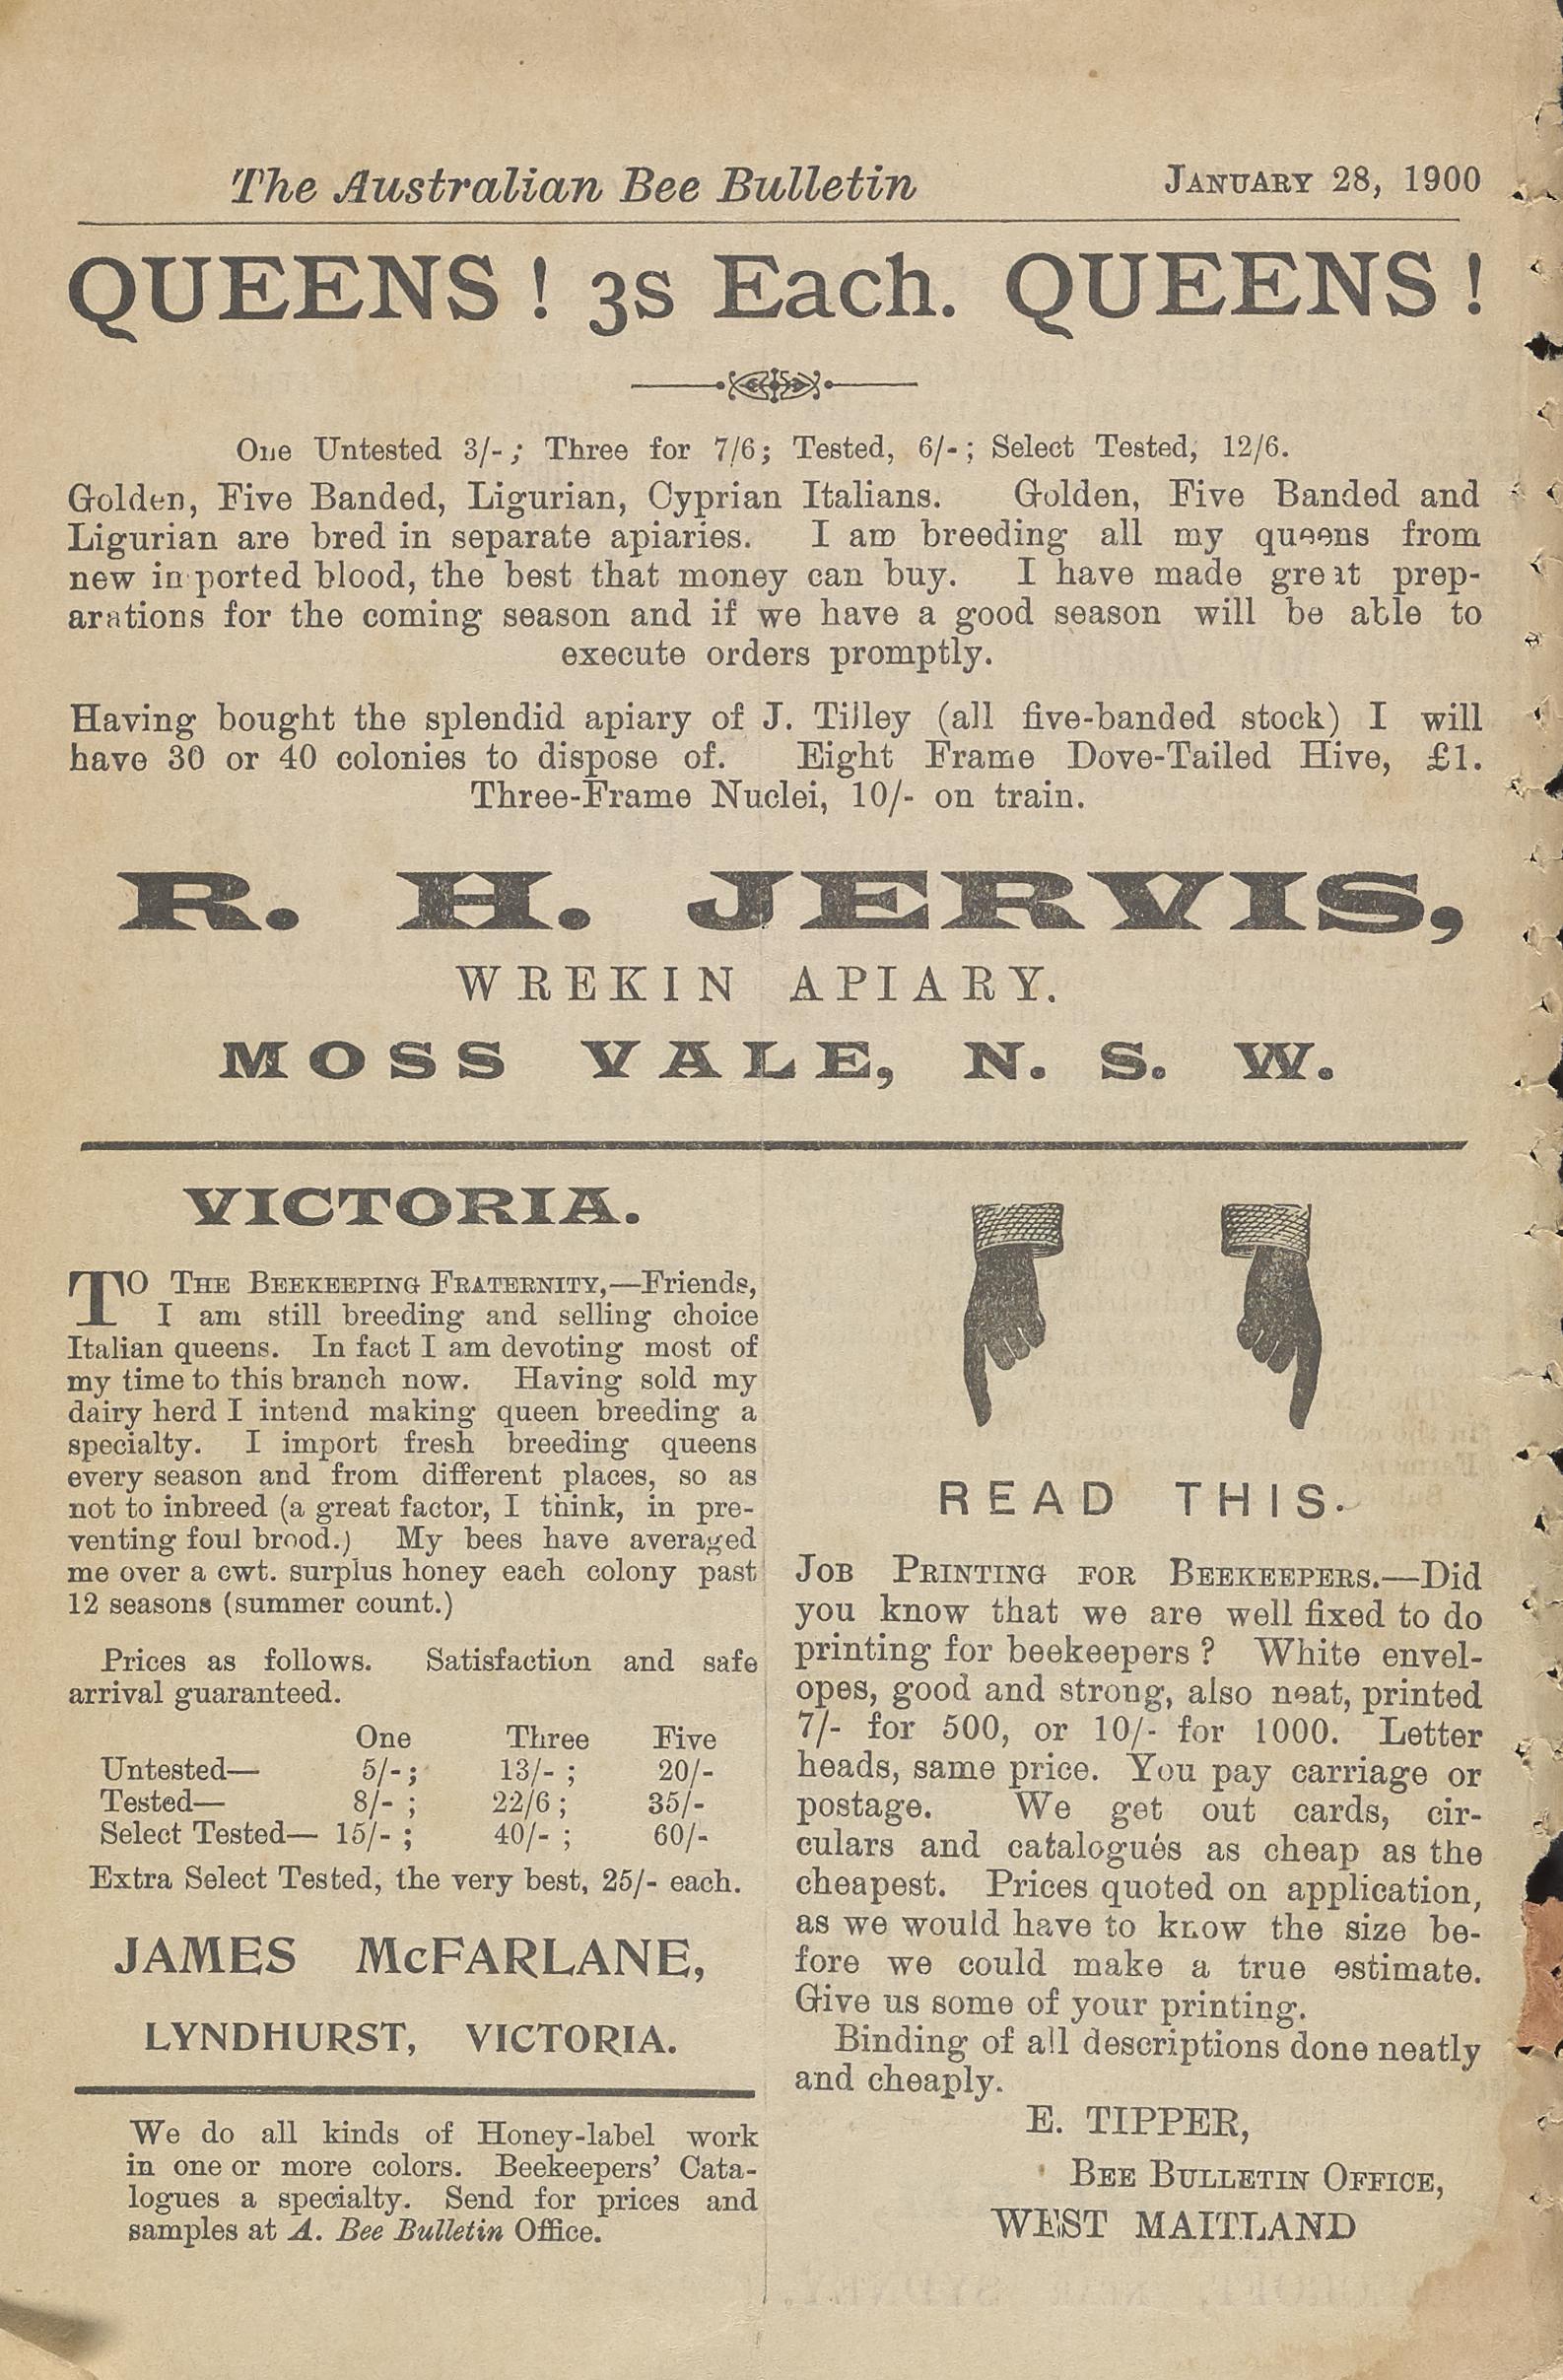 The Australian Bee Bulletin JANUARY 28, 1900
QUEENS ! 3s Each. QUEENS !
One Untested 3/-; Three for 7/6; Tested, 6/-; Select Tested, 12/6.
Golden, Five Banded, Ligurian, Cyprian Italians. Golden, Five Banded and
Ligurian are bred in separate apiaries. I am breeding all my queens from
new imported blood, the best that money can buy. I have made great prep-
arations for the coming season and if we have a good season will be able to
execute orders promptly.
Having bought the splendid apiary of J. Tilley (all five-banded stock) I will
have 30 or 40 colonies to dispose of. Eight Frame Dove-Tailed Hive, £1.
Three-Frame Nuclei, 10/- on train.
R. H. JERVIS,
WREKIN APIARY.
MOSS VALE, N. S. W.
VICTORIA.
TO THE BEEKEEPING FRATERNITY,—Friends,
I am still breeding and selling choice
Italian queens. In fact I am devoting most of
my time to this branch now. Having sold my
dairy herd I intend making queen breeding a
specialty. I import fresh breeding queens
every season and from different places, so as
not to inbreed (a great factor, I think, in pre-
venting foul brood.) My bees have averaged
me over a cwt. surplus honey each colony past
12 seasons (summer count.)
Prices as follows. Satisfaction and safe
arrival guaranteed.
One Three Five
Untested— 5/-; 13/- ; 20/-
Tested— 8/- ; 22/6 ; 35/-
Select Tested— 15/- ; 40/- ; 60/-
Extra Select Tested, the very best, 25/- each.
JAMES McFARLANE,
LYNDHURST, VICTORIA.
We do all kinds of Honey-label work
in one or more colors. Beekeepers' Cata-
logues a specialty. Send for prices and
samples at A. Bee Bulletin Office.
READ THIS.
JOB PRINTING FOR BEEKEEPERS.—Did
you know that we are well fixed to do
printing for beekeepers ? White envel-
opes, good and strong, also neat, printed
7/- for 500, or 10/- for 1000. Letter
heads, same price. You pay carriage or
postage. We get out cards, cir-
culars and catalogués as cheap as the
cheapest. Prices quoted on application,
as we would have to know the size be-
fore we could make a true estimate.
Give us some of your printing.
Binding of all descriptions done neatly
and cheaply.
E. TIPPER,
BEE BULLETIN OFFICE,
WEST MAITLAND